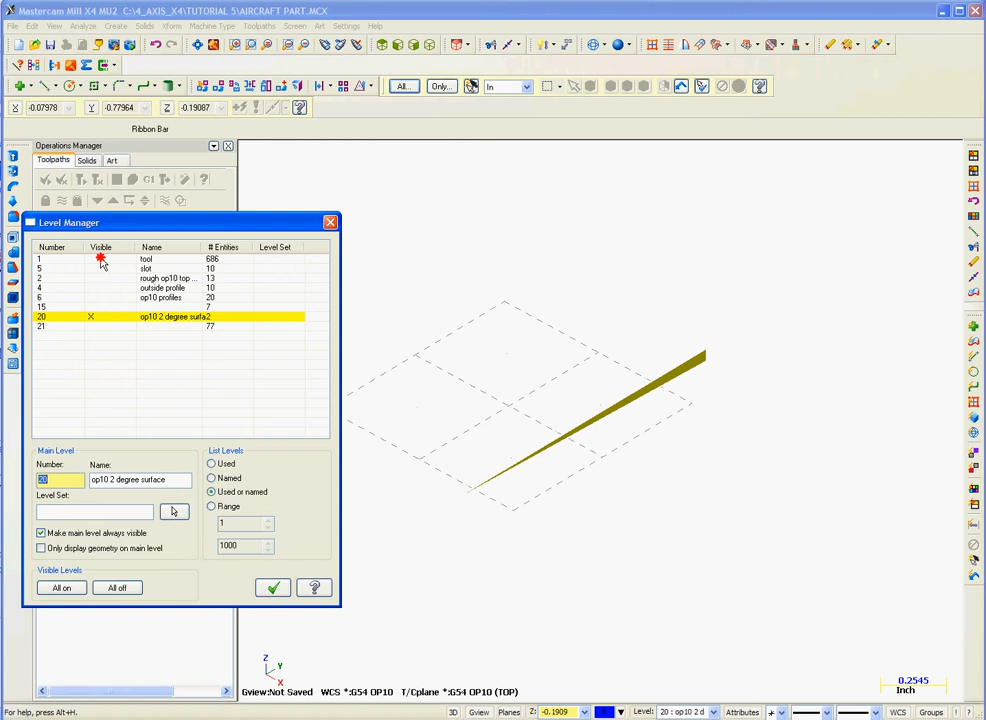 Mastercam Mill X4 MU2 C:\4_AXIS_X4\TUTORIAL 5\AIRCRAFT PART.MCX
File Edit View Analyze Create Solids Xform Machine Type Toolpaths Screen Art Settings Help
All... Only... In
X -0.07978 Y -0.77964 Z -0.19087
Ribbon Bar
Operations Manager
Toolpaths Solids Art
G1
Level Manager
Number Visible Name # Entities Level Set
1 tool 686
5 slot 10
2 rough op10 top ... 13
4 outside profile 10
6 op10 profiles 20
15 7
20 X op10 2 degree surfa2
21 77
Main Level
Number: Name:
20 op10 2 degree surface
Level Set:
Make main level always visible
Only display geometry on main level
List Levels
Used
Named
Used or named
Range
1
1000
Visible Levels
All on All off
Z
Y
X
Gview:Not Saved WCS *:G54 OP10 T/Cplane *:G54 OP10 (TOP)
0.2545
Inch
For help, press Alt+H.
3D Gview Planes Z: -0.1909 Level: 20 : op10 2 d Attributes * WCS Groups ! ?